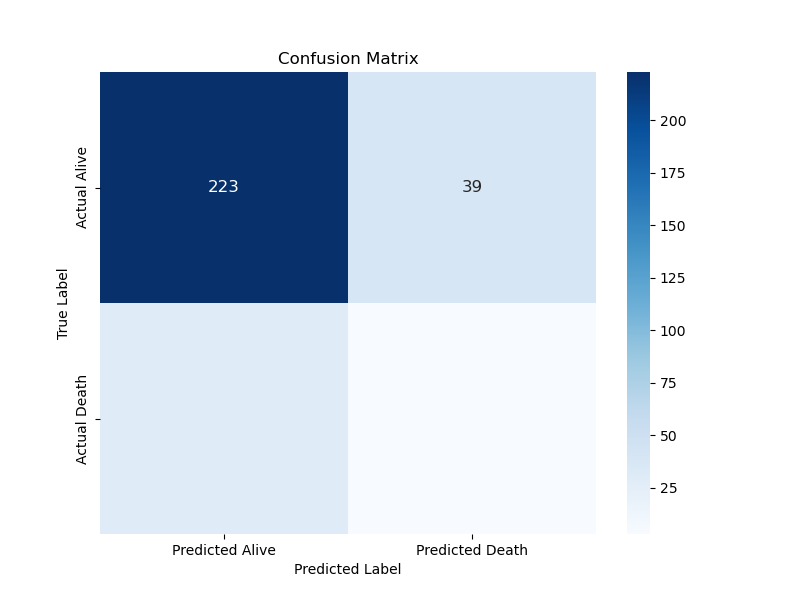 Confusion Matrix
Actual Alive
Actual Death
True Label
223
39
Predicted Alive
Predicted Death
Predicted Label
200
175
150
125
100
75
50
25